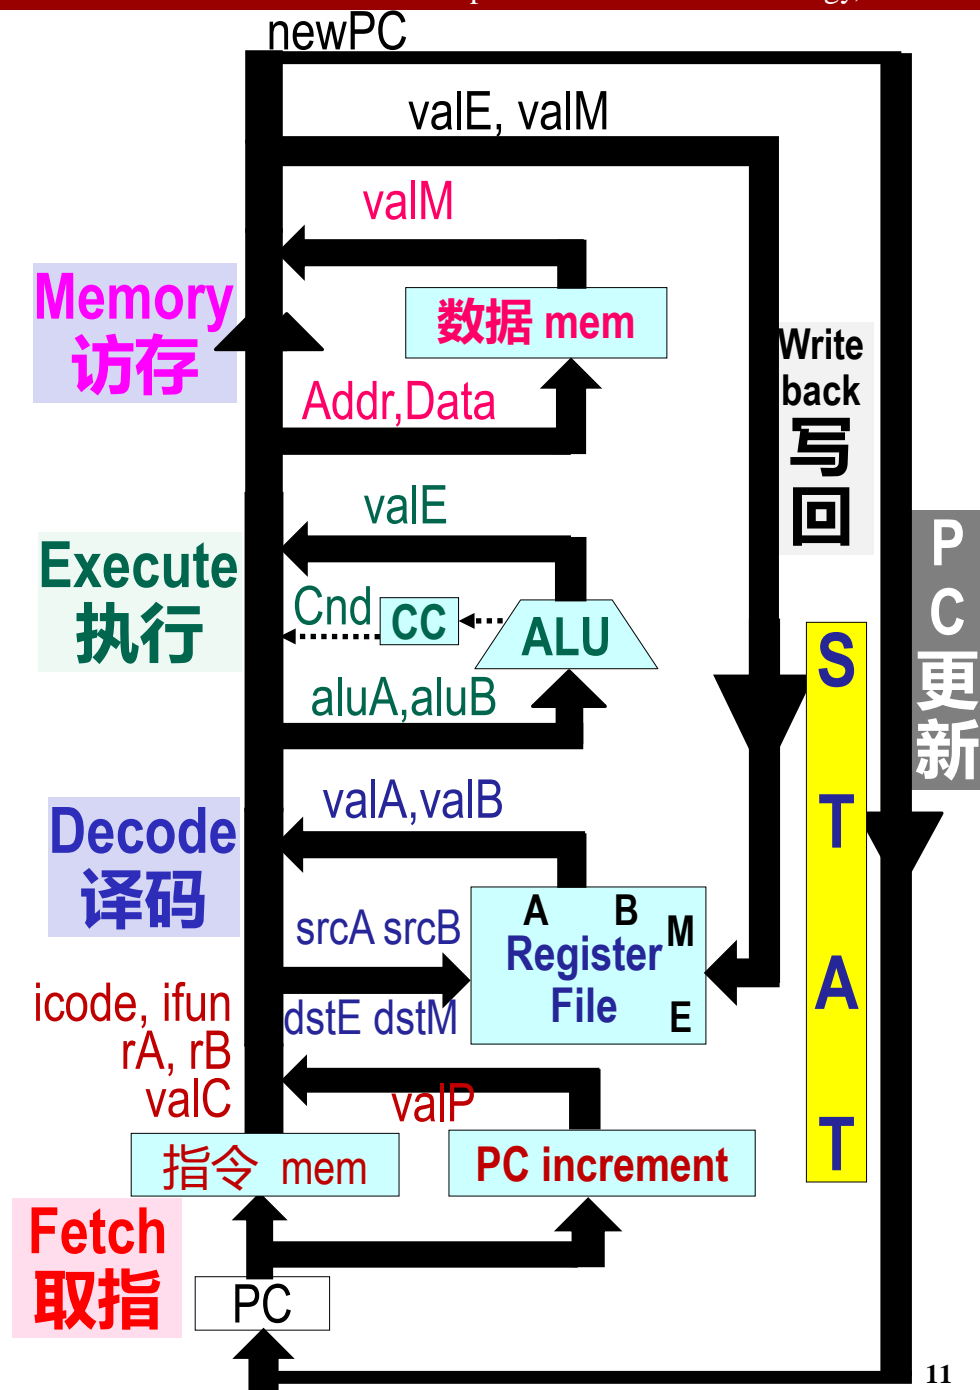 newPC
valE, valM
valM
Memory
访存
数据 mem
Write
back
写
回
Addr,Data
valE
Execute
执行
Cnd
CC
ALU
aluA,aluB
P
C
更
新
S
T
A
T
valA,valB
Decode
译码
A B
M
Register
File
E
srcA srcB
dstE dstM
icode, ifun
rA, rB
valC
valP
指令 mem
PC increment
Fetch
取指
PC
11